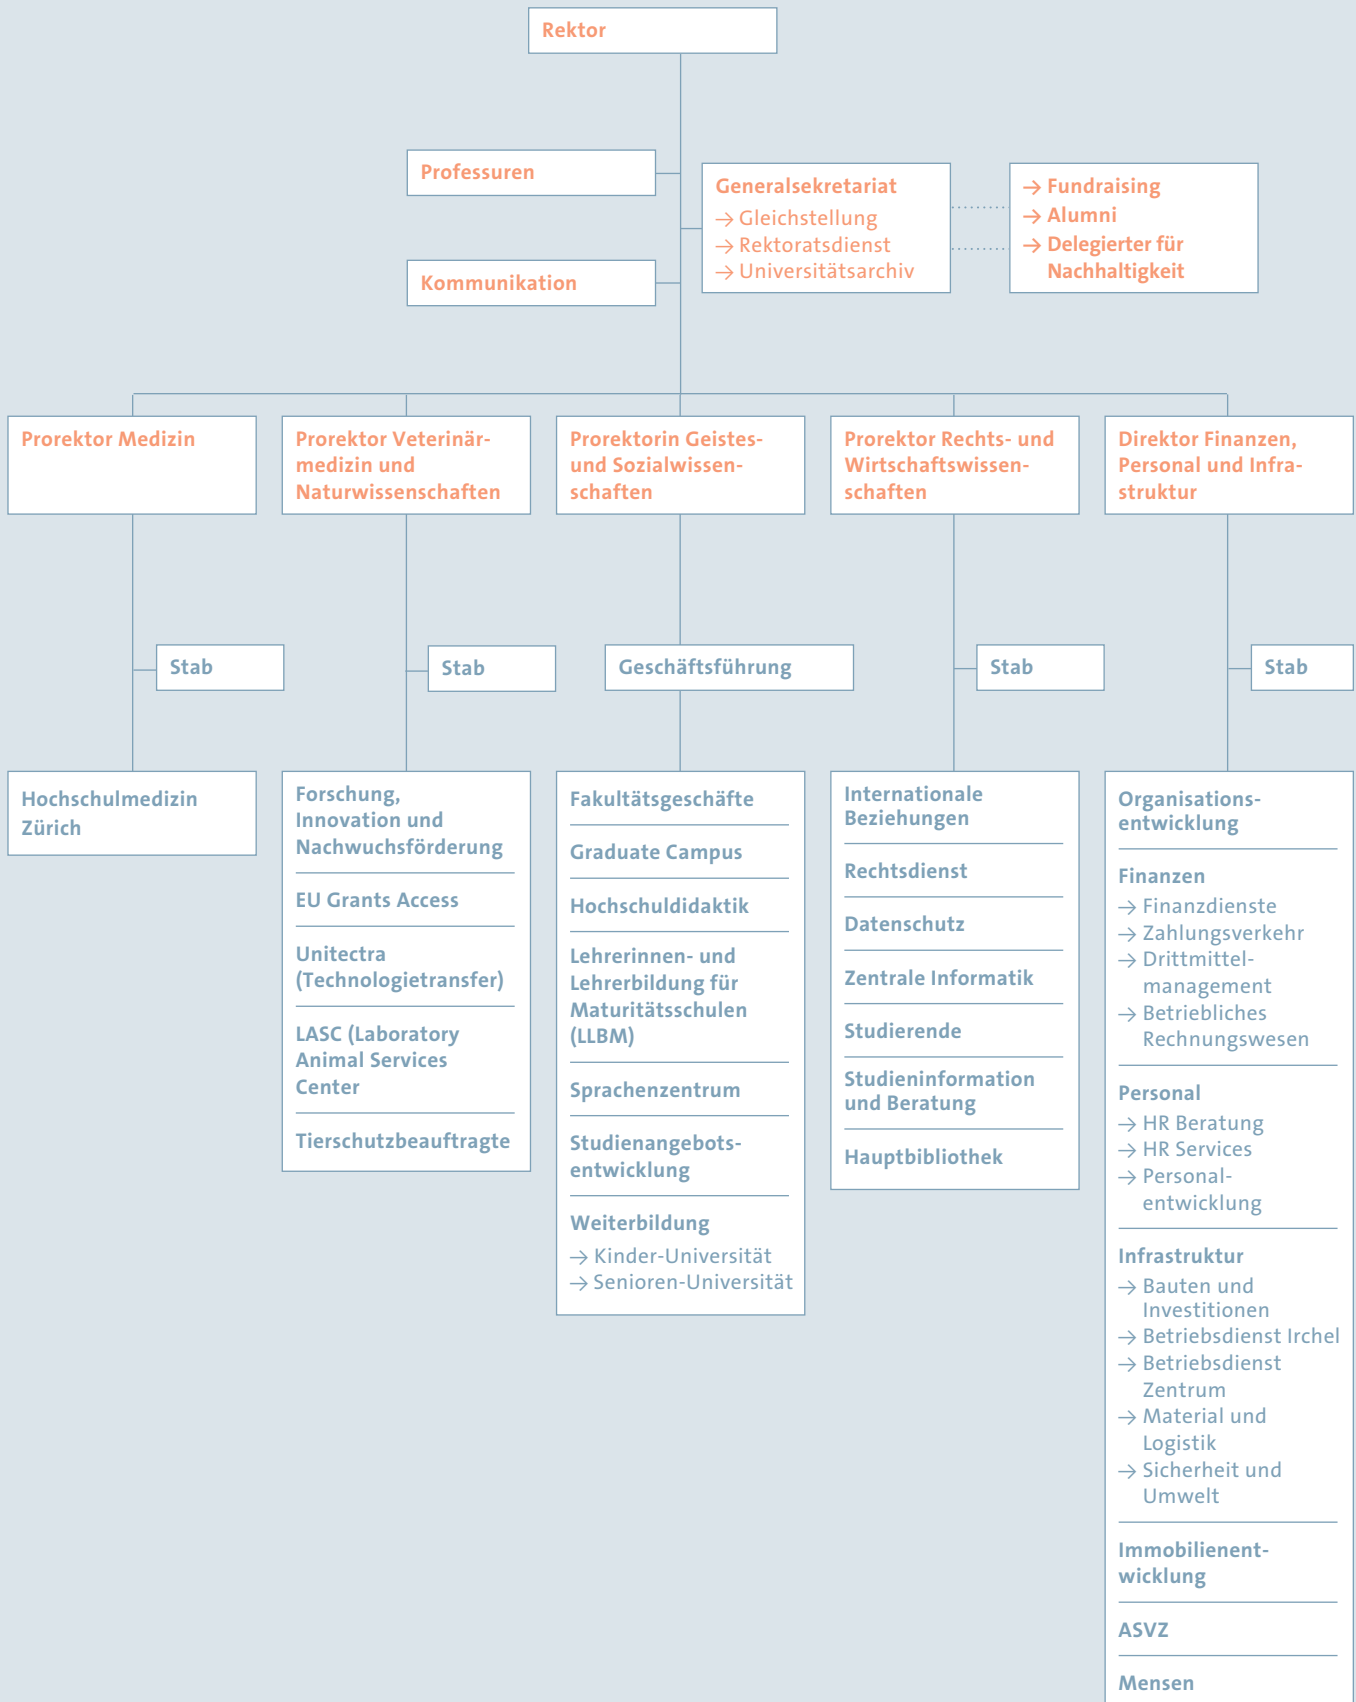 Rektor
Professuren
Kommunikation
Generalsekretariat
→ Gleichstellung
→ Rektoratsdienst
→ Universitätsarchiv
→ Fundraising
→ Alumni
→ Delegierter für
Nachhaltigkeit
Prorektor Medizin
Prorektor Veterinär-
medizin und
Naturwissenschaften
Prorektorin Geistes-
und Sozialwissen-
schaften
Prorektor Rechts- und
Wirtschaftswissen-
schaften
Direktor Finanzen,
Personal und Infra-
struktur
Stab
Stab
Geschäftsführung
Stab
Stab
Hochschulmedizin
Zürich
Forschung,
Innovation und
Nachwuchsförderung
EU Grants Access
Unitectra
(Technologietransfer)
LASC (Laboratory
Animal Services
Center
Tierschutzbeauftragte
Fakultätsgeschäfte
Graduate Campus
Hochschuldidaktik
Lehrerinnen- und
Lehrerbildung für
Maturitätsschulen
(LLBM)
Sprachenzentrum
Studienangebots-
entwicklung
Weiterbildung
→ Kinder-Universität
→ Senioren-Universität
Internationale
Beziehungen
Rechtsdienst
Datenschutz
Zentrale Informatik
Studierende
Studieninformation
und Beratung
Hauptbibliothek
Organisations-
entwicklung
Finanzen
→ Finanzdienste
→ Zahlungsverkehr
→ Drittmittel-
management
→ Betriebliches
Rechnungswesen
Personal
→ HR Beratung
→ HR Services
→ Personal-
entwicklung
Infrastruktur
→ Bauten und
Investitionen
→ Betriebsdienst Irchel
→ Betriebsdienst
Zentrum
→ Material und
Logistik
→ Sicherheit und
Umwelt
Immobilienent-
wicklung
ASVZ
Mensen